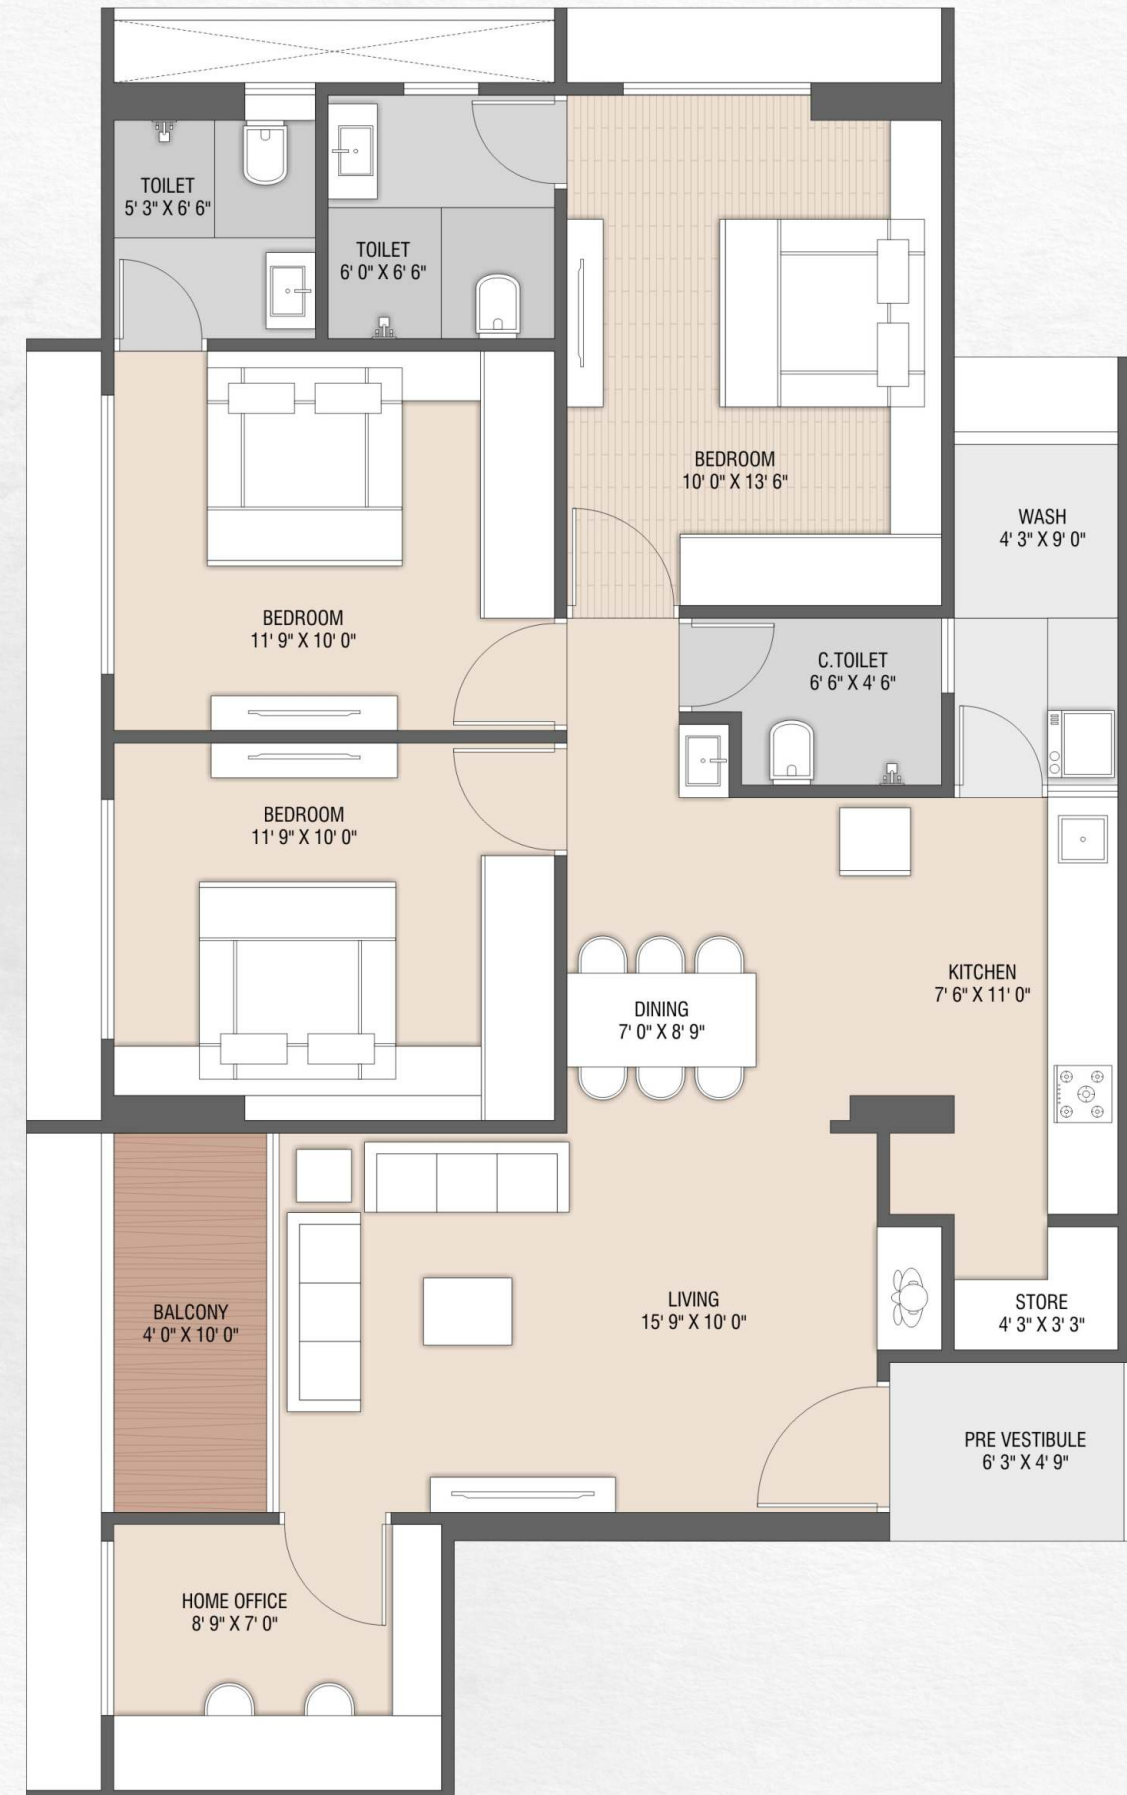 TOILET
5' 3" X 6' 6"
TOILET
6' 0" X 6' 6"
BEDROOM
10' 0" X 13' 6"
WASH
4' 3" X 9' 0"
BEDROOM
11' 9" X 10' 0"
C.TOILET
6' 6" X 4' 6"
BEDROOM
11' 9" X 10' 0"
KITCHEN
7' 6" X 11' 0"
DINING
7' 0" X 8' 9"
BALCONY
4' 0" X 10' 0"
LIVING
15' 9" X 10' 0"
STORE
4' 3" X 3' 3"
PRE VESTIBULE
6' 3" X 4' 9"
HOME OFFICE
8' 9" X 7' 0"